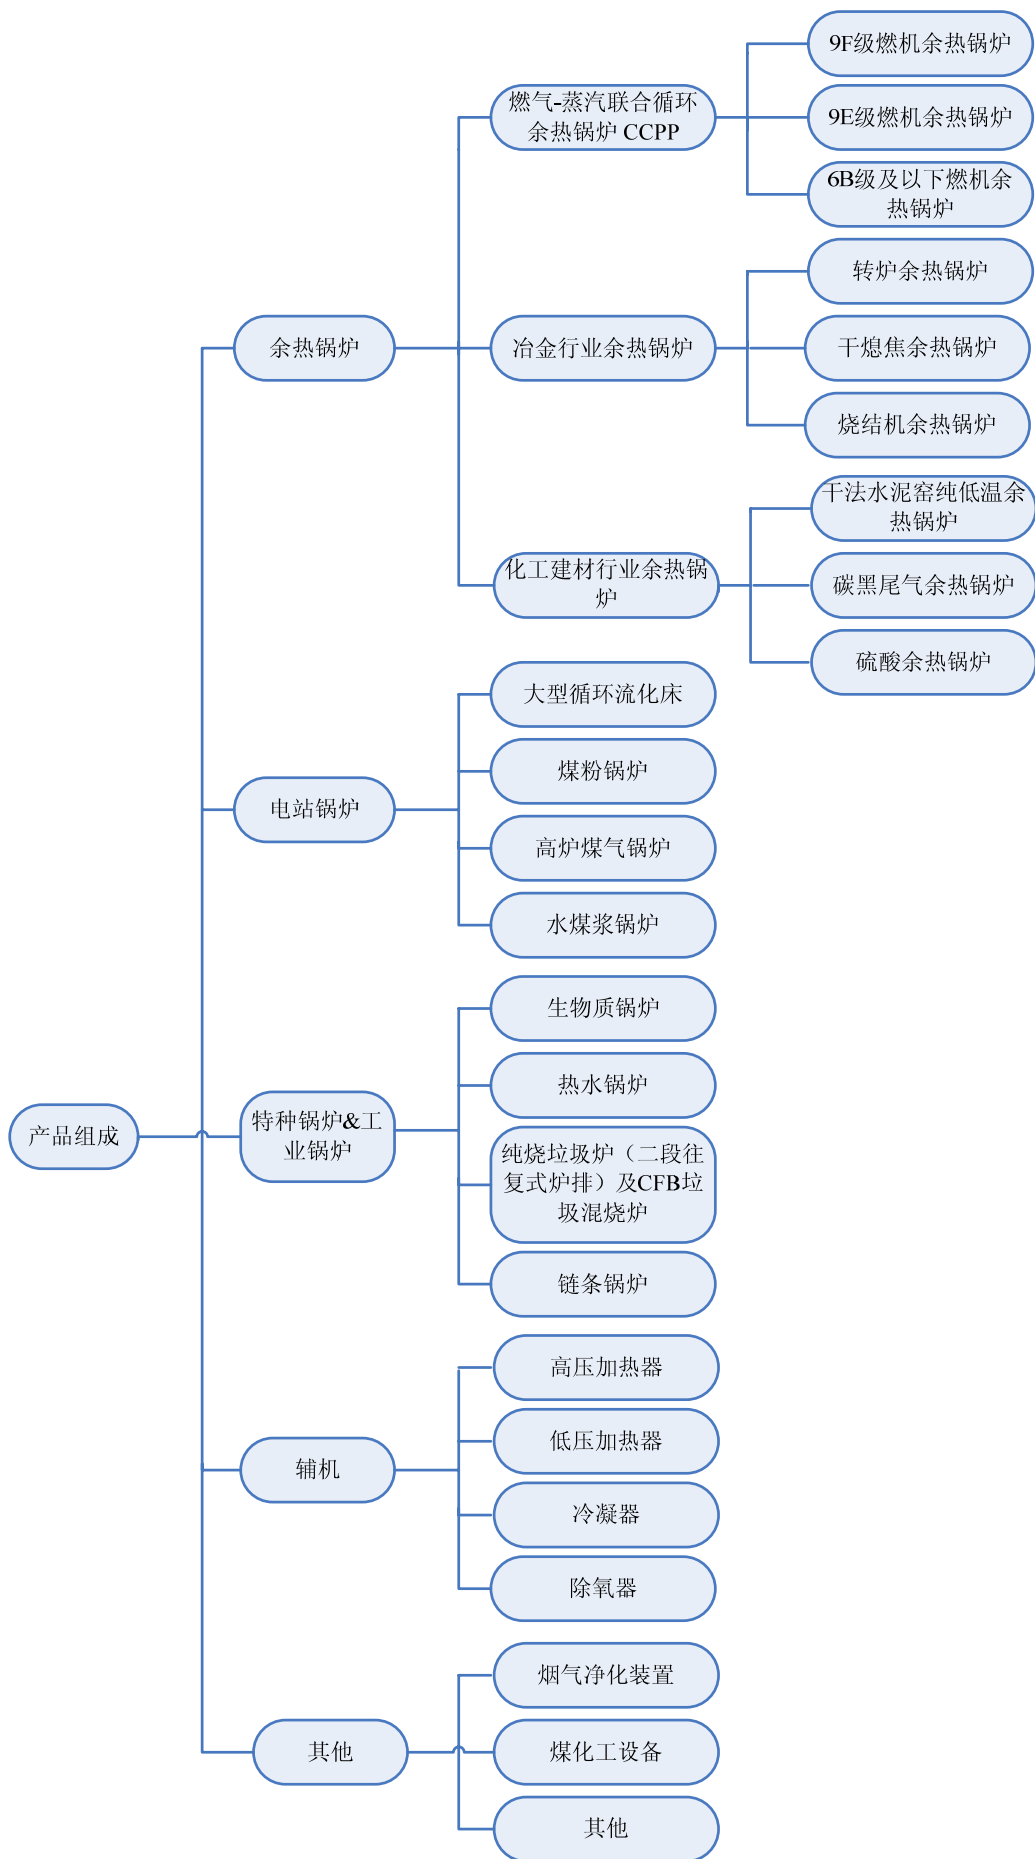 产品组成
余热锅炉
燃气-蒸汽联合循环
余热锅炉 CCPP
9F级燃机余热锅炉
9E级燃机余热锅炉
6B级及以下燃机余
热锅炉
冶金行业余热锅炉
转炉余热锅炉
干熄焦余热锅炉
烧结机余热锅炉
化工建材行业余热锅
炉
干法水泥窑纯低温余
热锅炉
碳黑尾气余热锅炉
硫酸余热锅炉
电站锅炉
大型循环流化床
煤粉锅炉
高炉煤气锅炉
水煤浆锅炉
特种锅炉&工
业锅炉
生物质锅炉
热水锅炉
纯烧垃圾炉（二段往
复式炉排）及CFB垃
圾混烧炉
链条锅炉
辅机
高压加热器
低压加热器
冷凝器
除氧器
其他
烟气净化装置
煤化工设备
其他